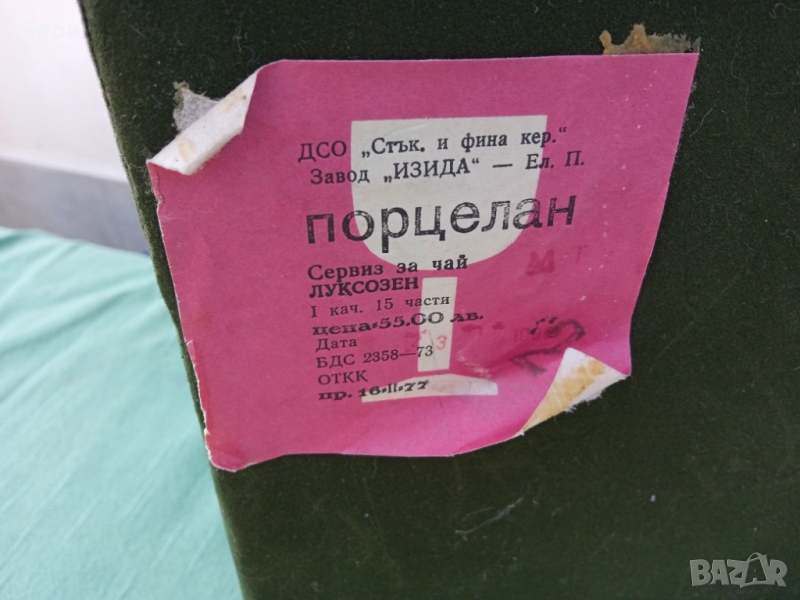 ДСО „Стък. и фина кер.“
Завод „ИЗИДА“ — Ел. П.
порцелан
Сервиз за чай
ЛУКСОЗЕН
I кач. 15 части
цена·55.00 лв.
Дата
БДС 2358—73
ОТКК
пр. 16.II.77
BAZAR